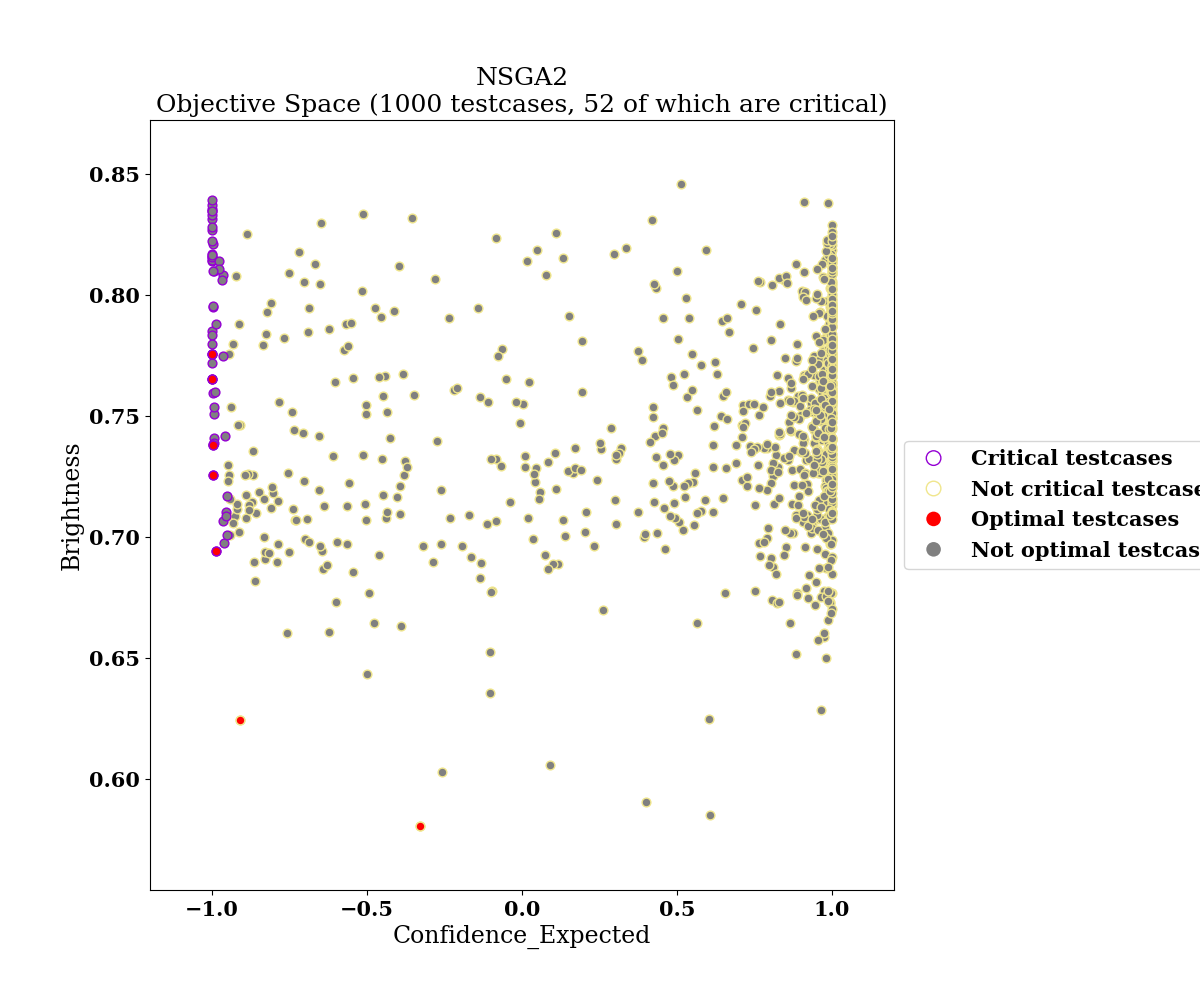 NSGA2
Objective Space (1000 testcases, 52 of which are critical)
0.85
0.80
0.75
0.70
0.65
0.60
Brightness
−1.0
−0.5
0.0
0.5
1.0
Confidence_Expected
Critical testcases
Not critical testcase
Optimal testcases
Not optimal testcas